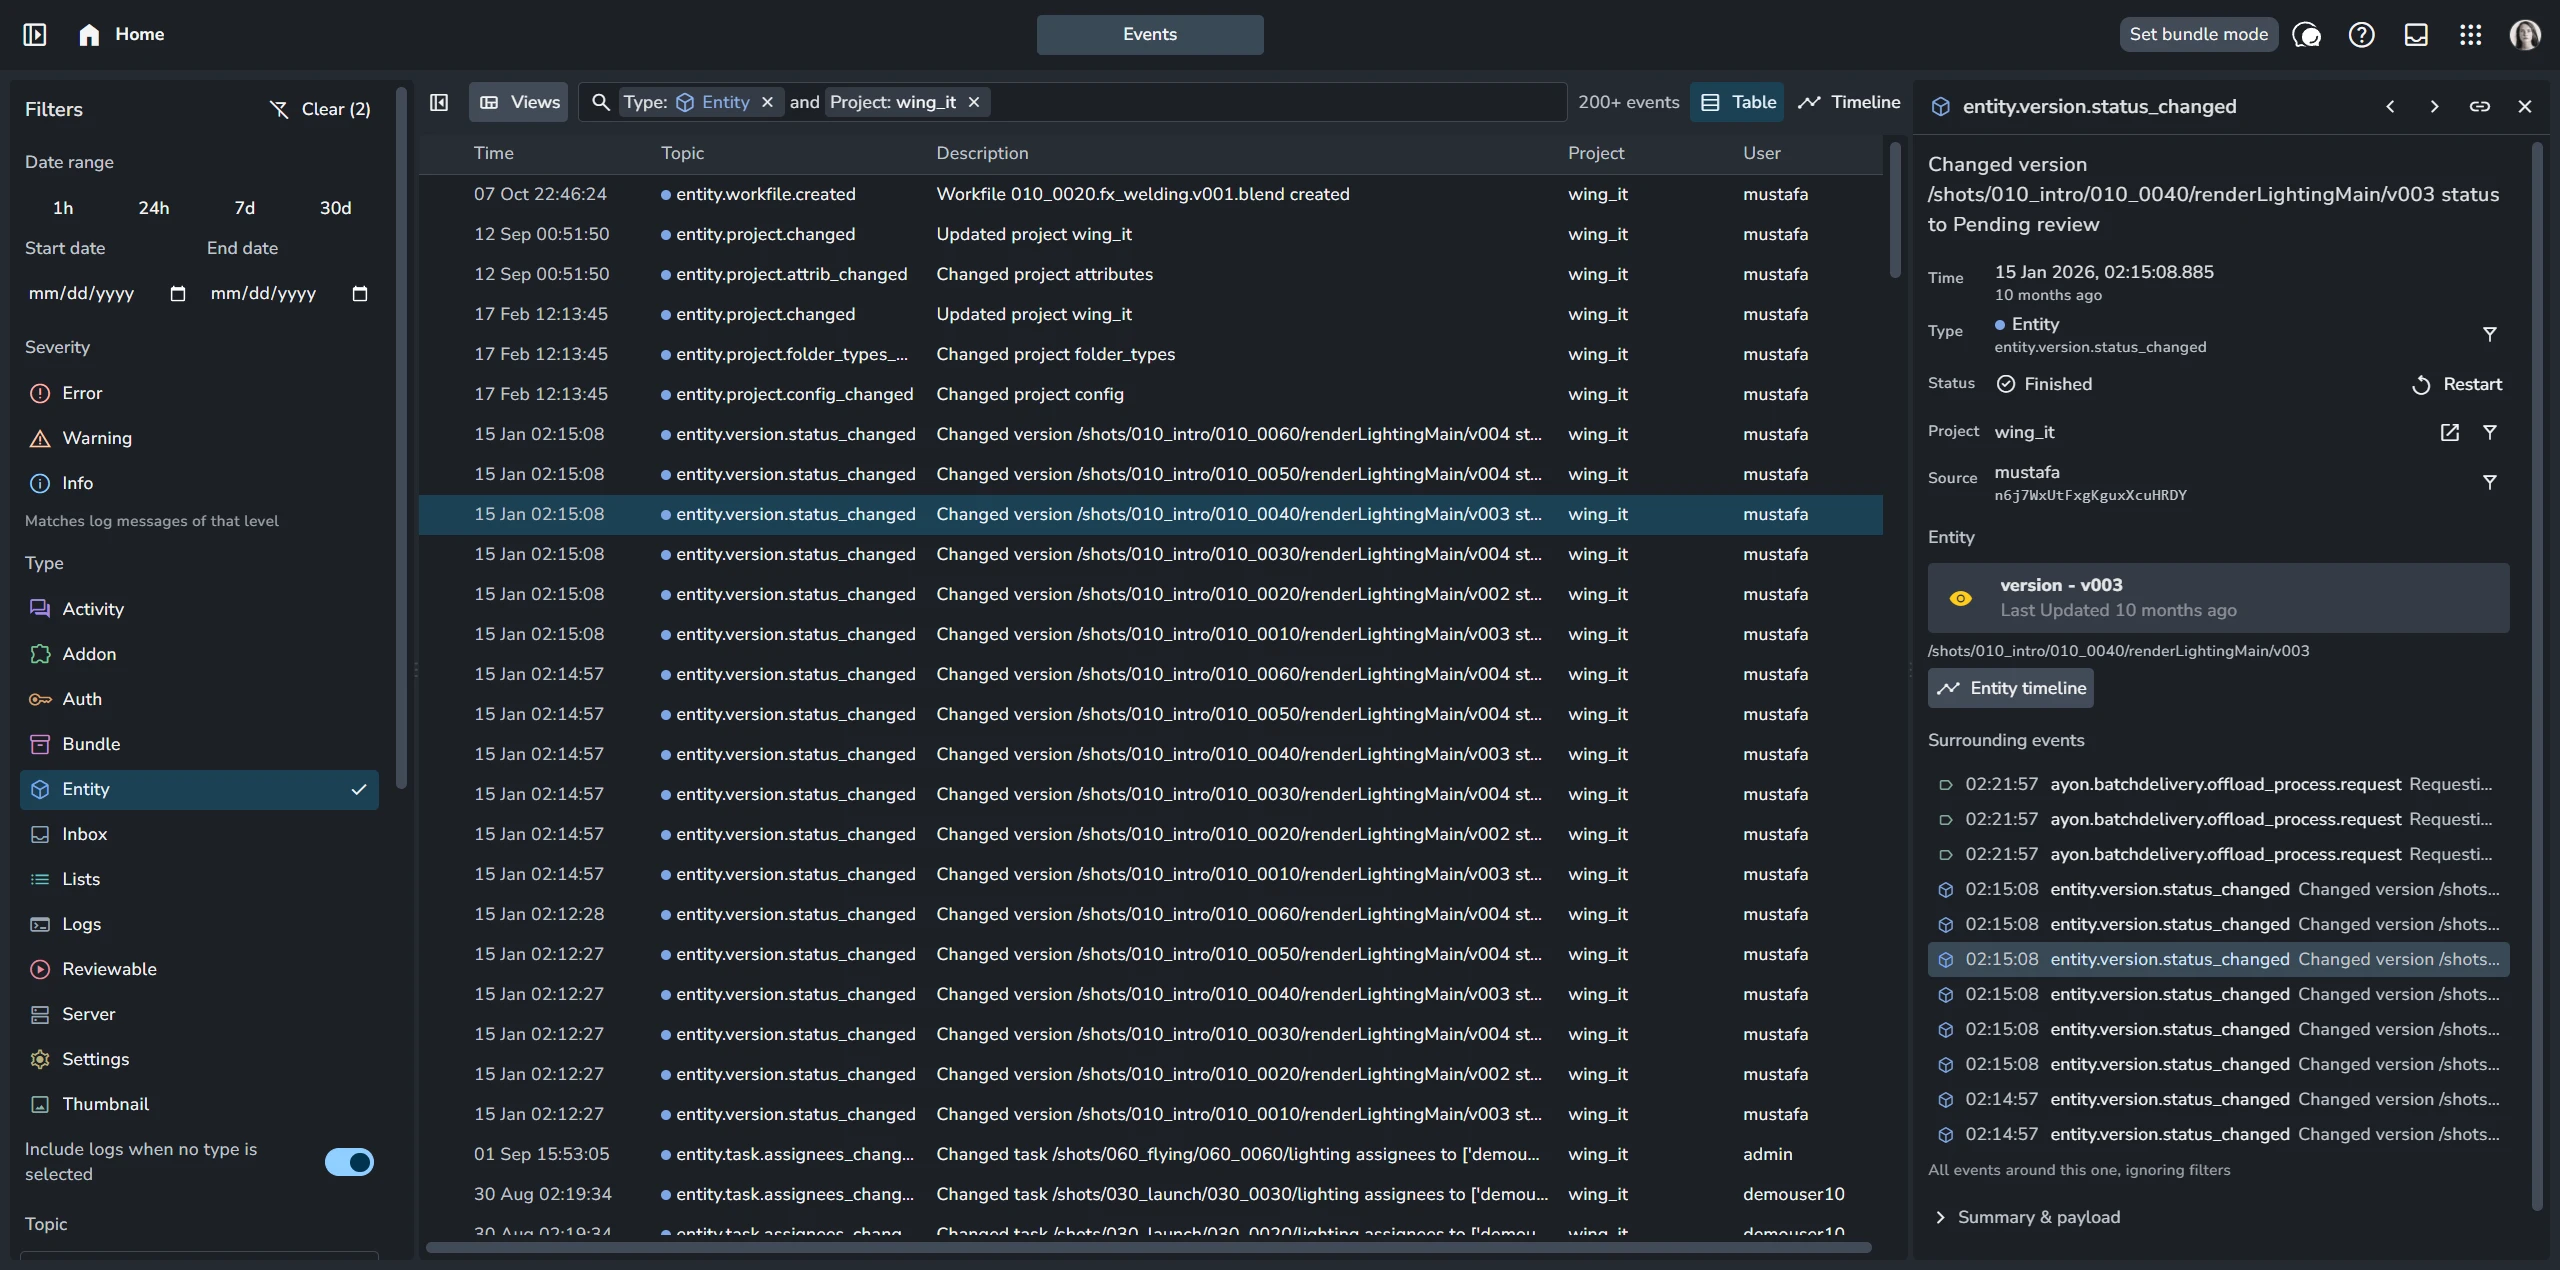 Home
Events
Set bundle mode
Filters
Clear (2)
Date range
1h 24h 7d 30d
Start date End date
mm/dd/yyyy mm/dd/yyyy
Severity
Error
Warning
Info
Matches log messages of that level
Type
Activity
Addon
Auth
Bundle
Entity
Inbox
Lists
Logs
Reviewable
Server
Settings
Thumbnail
Include logs when no type is
selected
Topic
Views
Type: Entity and Project: wing_it
200+ events
Table
Timeline
Time Topic Description Project User
07 Oct 22:46:24 entity.workfile.created Workfile 010_0020.fx_welding.v001.blend created wing_it mustafa
12 Sep 00:51:50 entity.project.changed Updated project wing_it wing_it mustafa
12 Sep 00:51:50 entity.project.attrib_changed Changed project attributes wing_it mustafa
17 Feb 12:13:45 entity.project.changed Updated project wing_it wing_it mustafa
17 Feb 12:13:45 entity.project.folder_types_... Changed project folder_types wing_it mustafa
17 Feb 12:13:45 entity.project.config_changed Changed project config wing_it mustafa
15 Jan 02:15:08 entity.version.status_changed Changed version /shots/010_intro/010_0060/renderLightingMain/v004 st... wing_it mustafa
15 Jan 02:15:08 entity.version.status_changed Changed version /shots/010_intro/010_0050/renderLightingMain/v004 st... wing_it mustafa
15 Jan 02:15:08 entity.version.status_changed Changed version /shots/010_intro/010_0040/renderLightingMain/v003 st... wing_it mustafa
15 Jan 02:15:08 entity.version.status_changed Changed version /shots/010_intro/010_0030/renderLightingMain/v004 st... wing_it mustafa
15 Jan 02:15:08 entity.version.status_changed Changed version /shots/010_intro/010_0020/renderLightingMain/v002 st... wing_it mustafa
15 Jan 02:15:08 entity.version.status_changed Changed version /shots/010_intro/010_0010/renderLightingMain/v003 st... wing_it mustafa
15 Jan 02:14:57 entity.version.status_changed Changed version /shots/010_intro/010_0060/renderLightingMain/v004 st... wing_it mustafa
15 Jan 02:14:57 entity.version.status_changed Changed version /shots/010_intro/010_0050/renderLightingMain/v004 st... wing_it mustafa
15 Jan 02:14:57 entity.version.status_changed Changed version /shots/010_intro/010_0040/renderLightingMain/v003 st... wing_it mustafa
15 Jan 02:14:57 entity.version.status_changed Changed version /shots/010_intro/010_0030/renderLightingMain/v004 st... wing_it mustafa
15 Jan 02:14:57 entity.version.status_changed Changed version /shots/010_intro/010_0020/renderLightingMain/v002 st... wing_it mustafa
15 Jan 02:14:57 entity.version.status_changed Changed version /shots/010_intro/010_0010/renderLightingMain/v003 st... wing_it mustafa
15 Jan 02:12:28 entity.version.status_changed Changed version /shots/010_intro/010_0060/renderLightingMain/v004 st... wing_it mustafa
15 Jan 02:12:27 entity.version.status_changed Changed version /shots/010_intro/010_0050/renderLightingMain/v004 st... wing_it mustafa
15 Jan 02:12:27 entity.version.status_changed Changed version /shots/010_intro/010_0040/renderLightingMain/v003 st... wing_it mustafa
15 Jan 02:12:27 entity.version.status_changed Changed version /shots/010_intro/010_0030/renderLightingMain/v004 st... wing_it mustafa
15 Jan 02:12:27 entity.version.status_changed Changed version /shots/010_intro/010_0020/renderLightingMain/v002 st... wing_it mustafa
15 Jan 02:12:27 entity.version.status_changed Changed version /shots/010_intro/010_0010/renderLightingMain/v003 st... wing_it mustafa
01 Sep 15:53:05 entity.task.assignees_chang... Changed task /shots/060_flying/060_0060/lighting assignees to ['demou... wing_it admin
30 Aug 02:19:34 entity.task.assignees_chang... Changed task /shots/030_launch/030_0030/lighting assignees to ['demou... wing_it demouser10
30 Aug 02:19:34 entity.task.assignees_chang... Changed task /shots/030_launch/030_0020/lighting assignees to ['demou... wing_it demouser10
entity.version.status_changed
Changed version
/shots/010_intro/010_0040/renderLightingMain/v003 status
to Pending review
Time 15 Jan 2026, 02:15:08.885
10 months ago
Type Entity
entity.version.status_changed
Status Finished Restart
Project wing_it
Source mustafa
n6j7WxUtFxgKguxXcuHRDY
Entity
version - v003
Last Updated 10 months ago
/shots/010_intro/010_0040/renderLightingMain/v003
Entity timeline
Surrounding events
02:21:57 ayon.batchdelivery.offload_process.request Requesti...
02:21:57 ayon.batchdelivery.offload_process.request Requesti...
02:21:57 ayon.batchdelivery.offload_process.request Requesti...
02:15:08 entity.version.status_changed Changed version /shots...
02:15:08 entity.version.status_changed Changed version /shots...
02:15:08 entity.version.status_changed Changed version /shots...
02:15:08 entity.version.status_changed Changed version /shots...
02:15:08 entity.version.status_changed Changed version /shots...
02:15:08 entity.version.status_changed Changed version /shots...
02:14:57 entity.version.status_changed Changed version /shots...
02:14:57 entity.version.status_changed Changed version /shots...
All events around this one, ignoring filters
Summary & payload